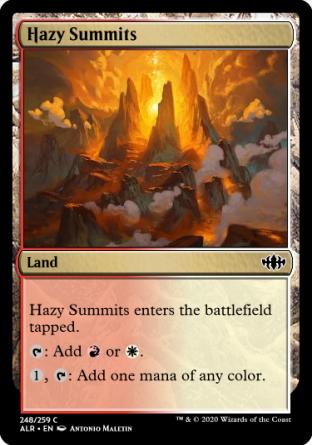 Hazy Summits
Land
Hazy Summits enters the battlefield
tapped.
: Add or .
1, : Add one mana of any color.
248/259 C
ALR • EN Antonio Maletin
™ & © 2020 Wizards of the Coast